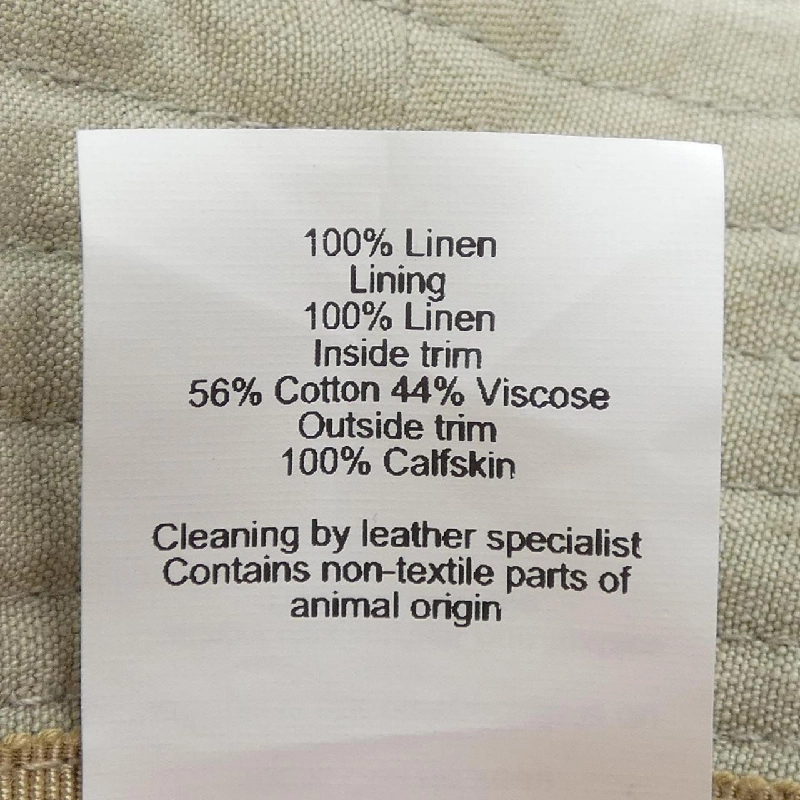 100% Linen
Lining
100% Linen
Inside trim
56% Cotton 44% Viscose
Outside trim
100% Calfskin
Cleaning by leather specialist
Contains non-textile parts of
animal origin